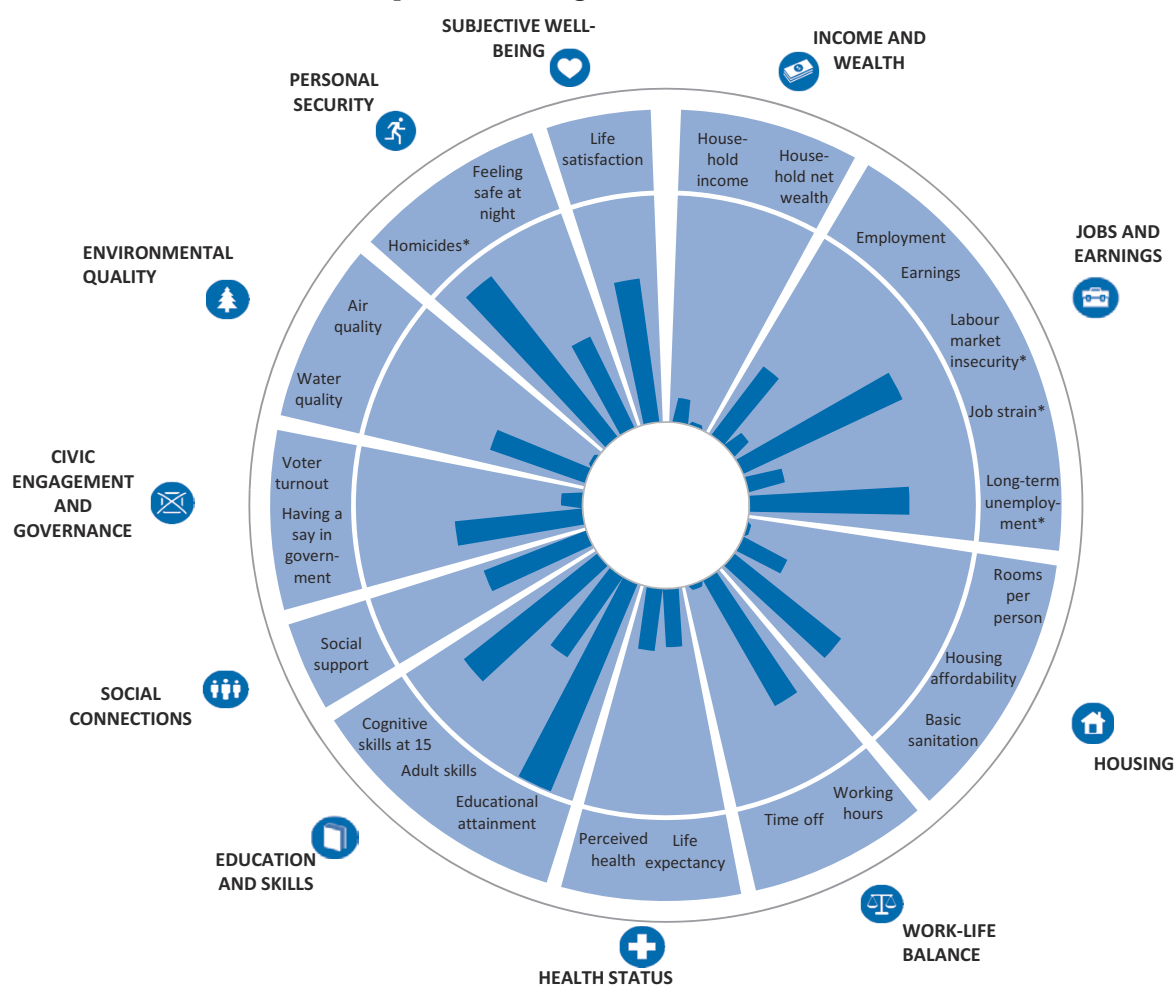 SUBJECTIVE WELL-
BEING
INCOME AND
WEALTH
PERSONAL
SECURITY
Life
satisfaction
House-
hold
income
House-
hold net
wealth
Feeling
safe at
night
Homicides*
Employment
Earnings
JOBS AND
EARNINGS
ENVIRONMENTAL
QUALITY
Air
quality
Labour
market
insecurity*
Water
quality
Job strain*
CIVIC
ENGAGEMENT
AND
GOVERNANCE
Voter
turnout
Having a
say in
govern-
ment
Long-term
unemploy-
ment*
Rooms
per
person
Social
support
Housing
affordability
SOCIAL
CONNECTIONS
Cognitive
skills at 15
Adult skills
Educational
attainment
Basic
sanitation
HOUSING
Working
hours
Time off
Perceived
health
Life
expectancy
EDUCATION
AND SKILLS
WORK-LIFE
BALANCE
HEALTH STATUS